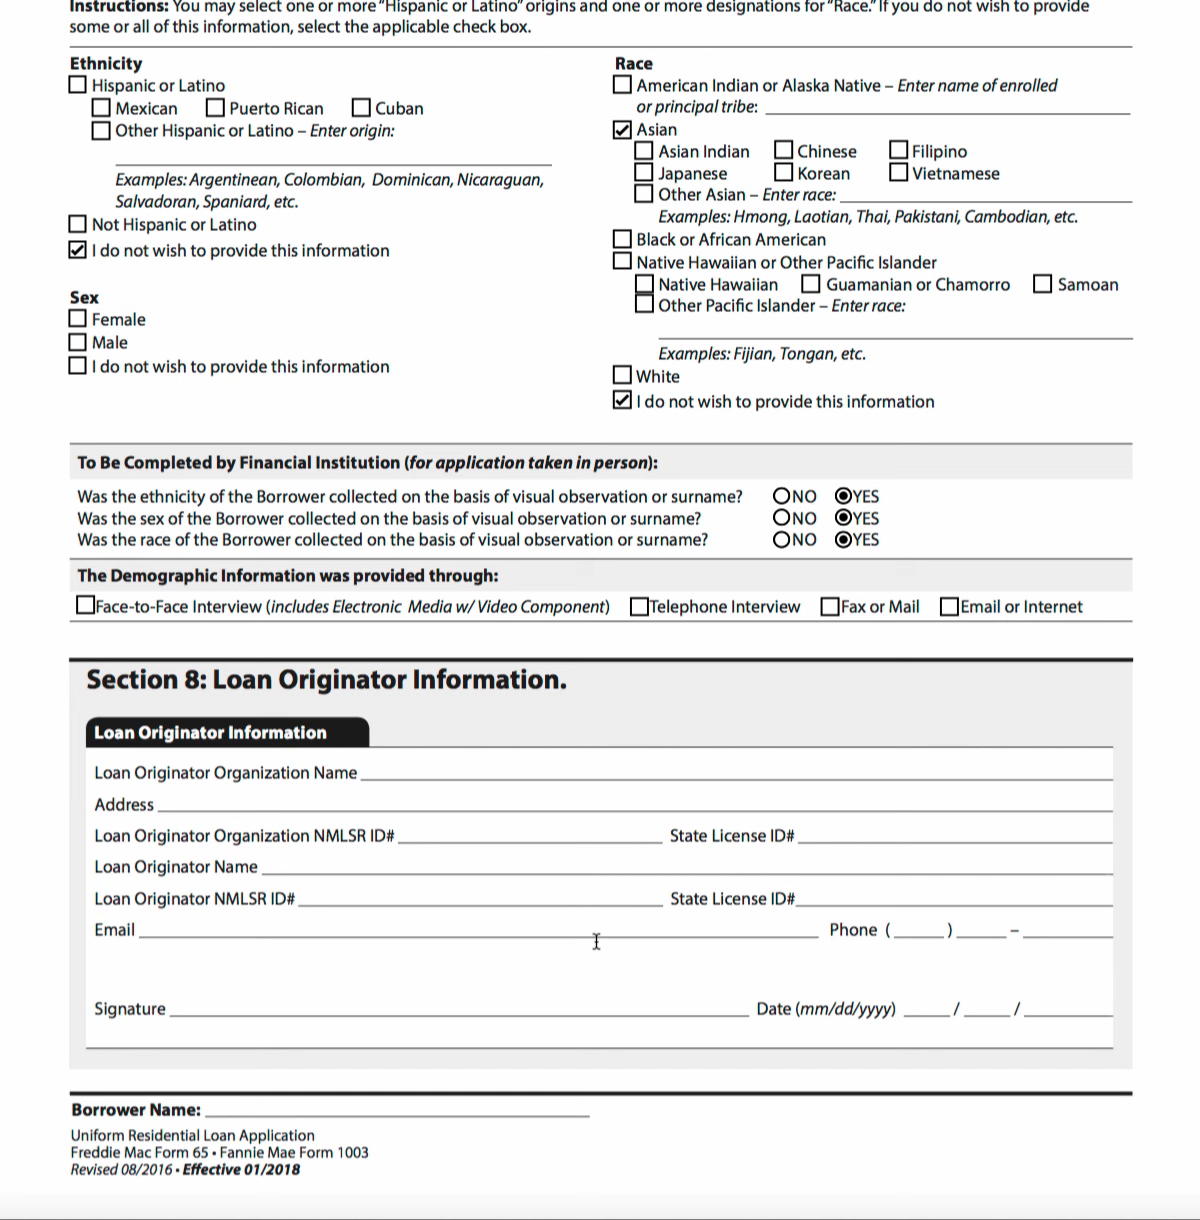 Instructions: You may select one or more “Hispanic or Latino” origins and one or more designations for “Race.” If you do not wish to provide
some or all of this information, select the applicable check box.
Ethnicity
Hispanic or Latino
Mexican Puerto Rican Cuban
Other Hispanic or Latino – Enter origin:
Examples: Argentinean, Colombian, Dominican, Nicaraguan,
Salvadoran, Spaniard, etc.
Not Hispanic or Latino
I do not wish to provide this information
Sex
Female
Male
I do not wish to provide this information
Race
American Indian or Alaska Native – Enter name of enrolled
or principal tribe:
Asian
Asian Indian Chinese Filipino
Japanese Korean Vietnamese
Other Asian – Enter race:
Examples: Hmong, Laotian, Thai, Pakistani, Cambodian, etc.
Black or African American
Native Hawaiian or Other Pacific Islander
Native Hawaiian Guamanian or Chamorro Samoan
Other Pacific Islander – Enter race:
Examples: Fijian, Tongan, etc.
White
I do not wish to provide this information
To Be Completed by Financial Institution (for application taken in person):
Was the ethnicity of the Borrower collected on the basis of visual observation or surname? NO YES
Was the sex of the Borrower collected on the basis of visual observation or surname? NO YES
Was the race of the Borrower collected on the basis of visual observation or surname? NO YES
The Demographic Information was provided through:
Face-to-Face Interview (includes Electronic Media w/ Video Component) Telephone Interview Fax or Mail Email or Internet
Section 8: Loan Originator Information.
Loan Originator Information
Loan Originator Organization Name
Address
Loan Originator Organization NMLSR ID# State License ID#
Loan Originator Name
Loan Originator NMLSR ID# State License ID#
Email Phone ( ) –
Signature Date (mm/dd/yyyy) / /
Borrower Name:
Uniform Residential Loan Application
Freddie Mac Form 65 • Fannie Mae Form 1003
Revised 08/2016 • Effective 01/2018